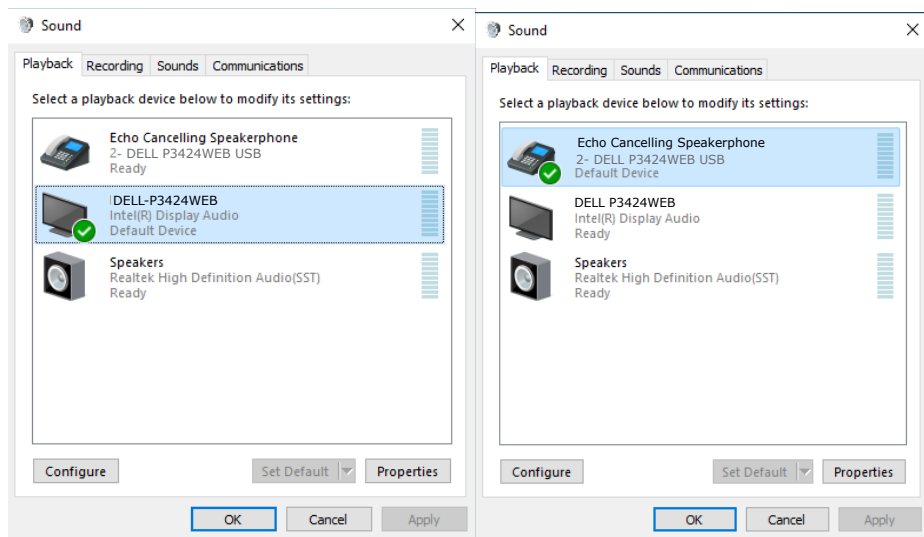 Sound
Playback Recording Sounds Communications
Select a playback device below to modify its settings:
Echo Cancelling Speakerphone
2- DELL P3424WEB USB
Ready
DELL-P3424WEB
Intel(R) Display Audio
Default Device
Speakers
Realtek High Definition Audio(SST)
Ready
Configure Set Default Properties
OK Cancel Apply
Sound
Playback Recording Sounds Communications
Select a playback device below to modify its settings:
Echo Cancelling Speakerphone
2- DELL P3424WEB USB
Default Device
DELL P3424WEB
Intel(R) Display Audio
Ready
Speakers
Realtek High Definition Audio(SST)
Ready
Configure Set Default Properties
OK Cancel Apply